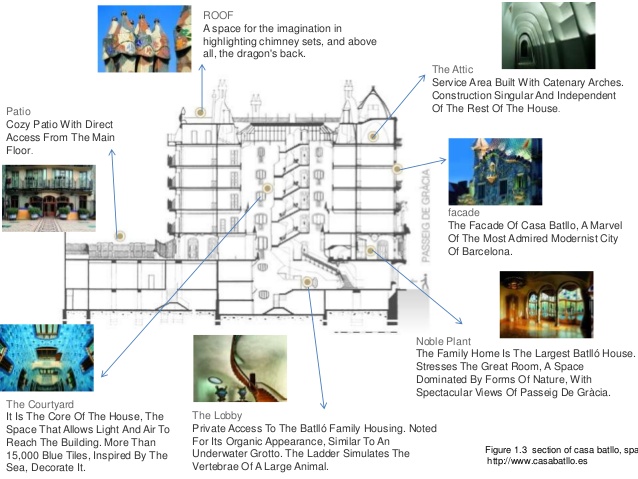 ROOF
A space for the imagination in
highlighting chimney sets, and above
all, the dragon's back.
The Attic
Service Area Built With Catenary Arches.
Construction Singular And Independent
Of The Rest Of The House.
Patio
Cozy Patio With Direct
Access From The Main
Floor.
PASSEIG DE GRÀCIA
facade
The Facade Of Casa Batllo, A Marvel
Of The Most Admired Modernist City
Of Barcelona.
Noble Plant
The Family Home Is The Largest Batlló House.
Stresses The Great Room, A Space
Dominated By Forms Of Nature, With
Spectacular Views Of Passeig De Gràcia.
The Courtyard
It Is The Core Of The House, The
Space That Allows Light And Air To
Reach The Building. More Than
15,000 Blue Tiles, Inspired By The
Sea, Decorate It.
The Lobby
Private Access To The Batlló Family Housing. Noted
For Its Organic Appearance, Similar To An
Underwater Grotto. The Ladder Simulates The
Vertebrae Of A Large Animal.
Figure 1.3 section of casa batllo, spa
http://www.casabatllo.es